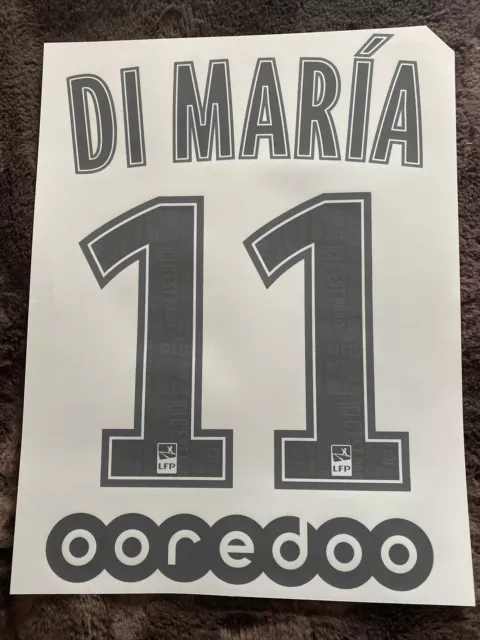 DI MARÍA
11
LFP LFP
ooredoo